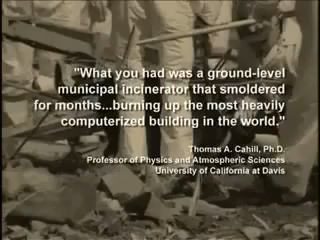 "What you had was a ground-level
municipal incinerator that smoldered
for months...burning up the most heavily
computerized building in the world."
Thomas A. Cahill, Ph.D.
Professor of Physics and Atmospheric Sciences
University of California at Davis